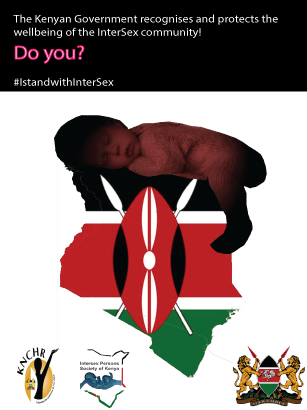 The Kenyan Government recognises and protects the
wellbeing of the InterSex community!
Do you?
#IstandwithInterSex
KNCHR
Intersex Persons
Society of Kenya